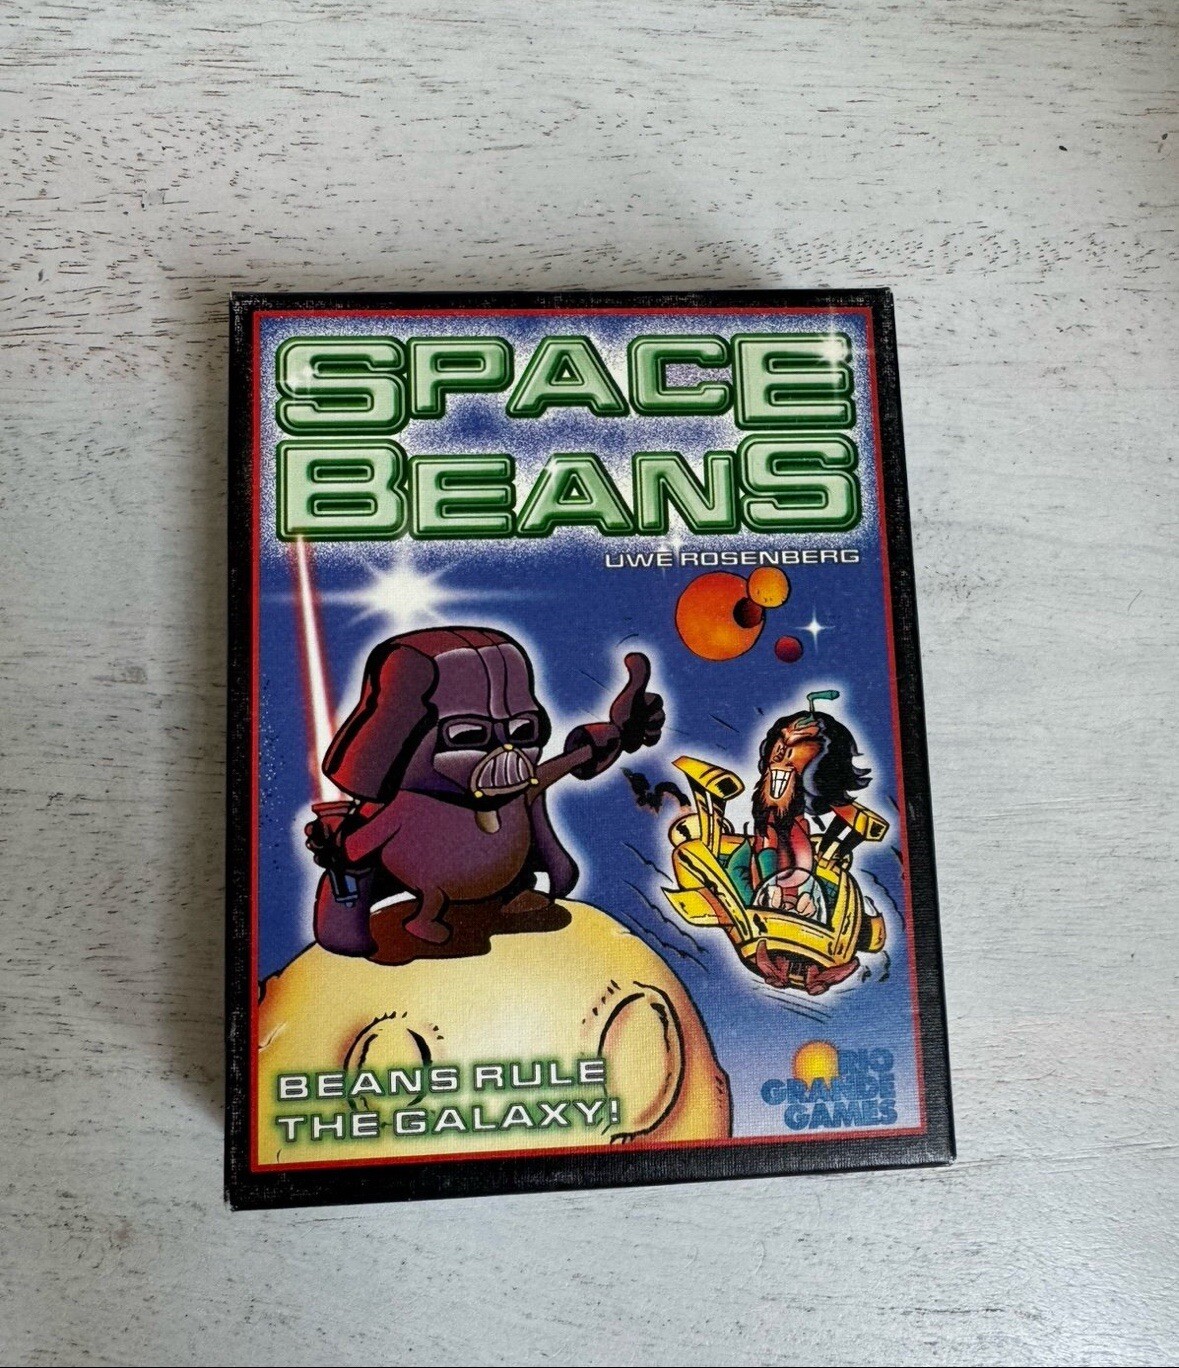 SPACE
BEANS
UWE ROSENBERG
BEANS RULE
THE GALAXY!
RIO
GRANDE
GAMES